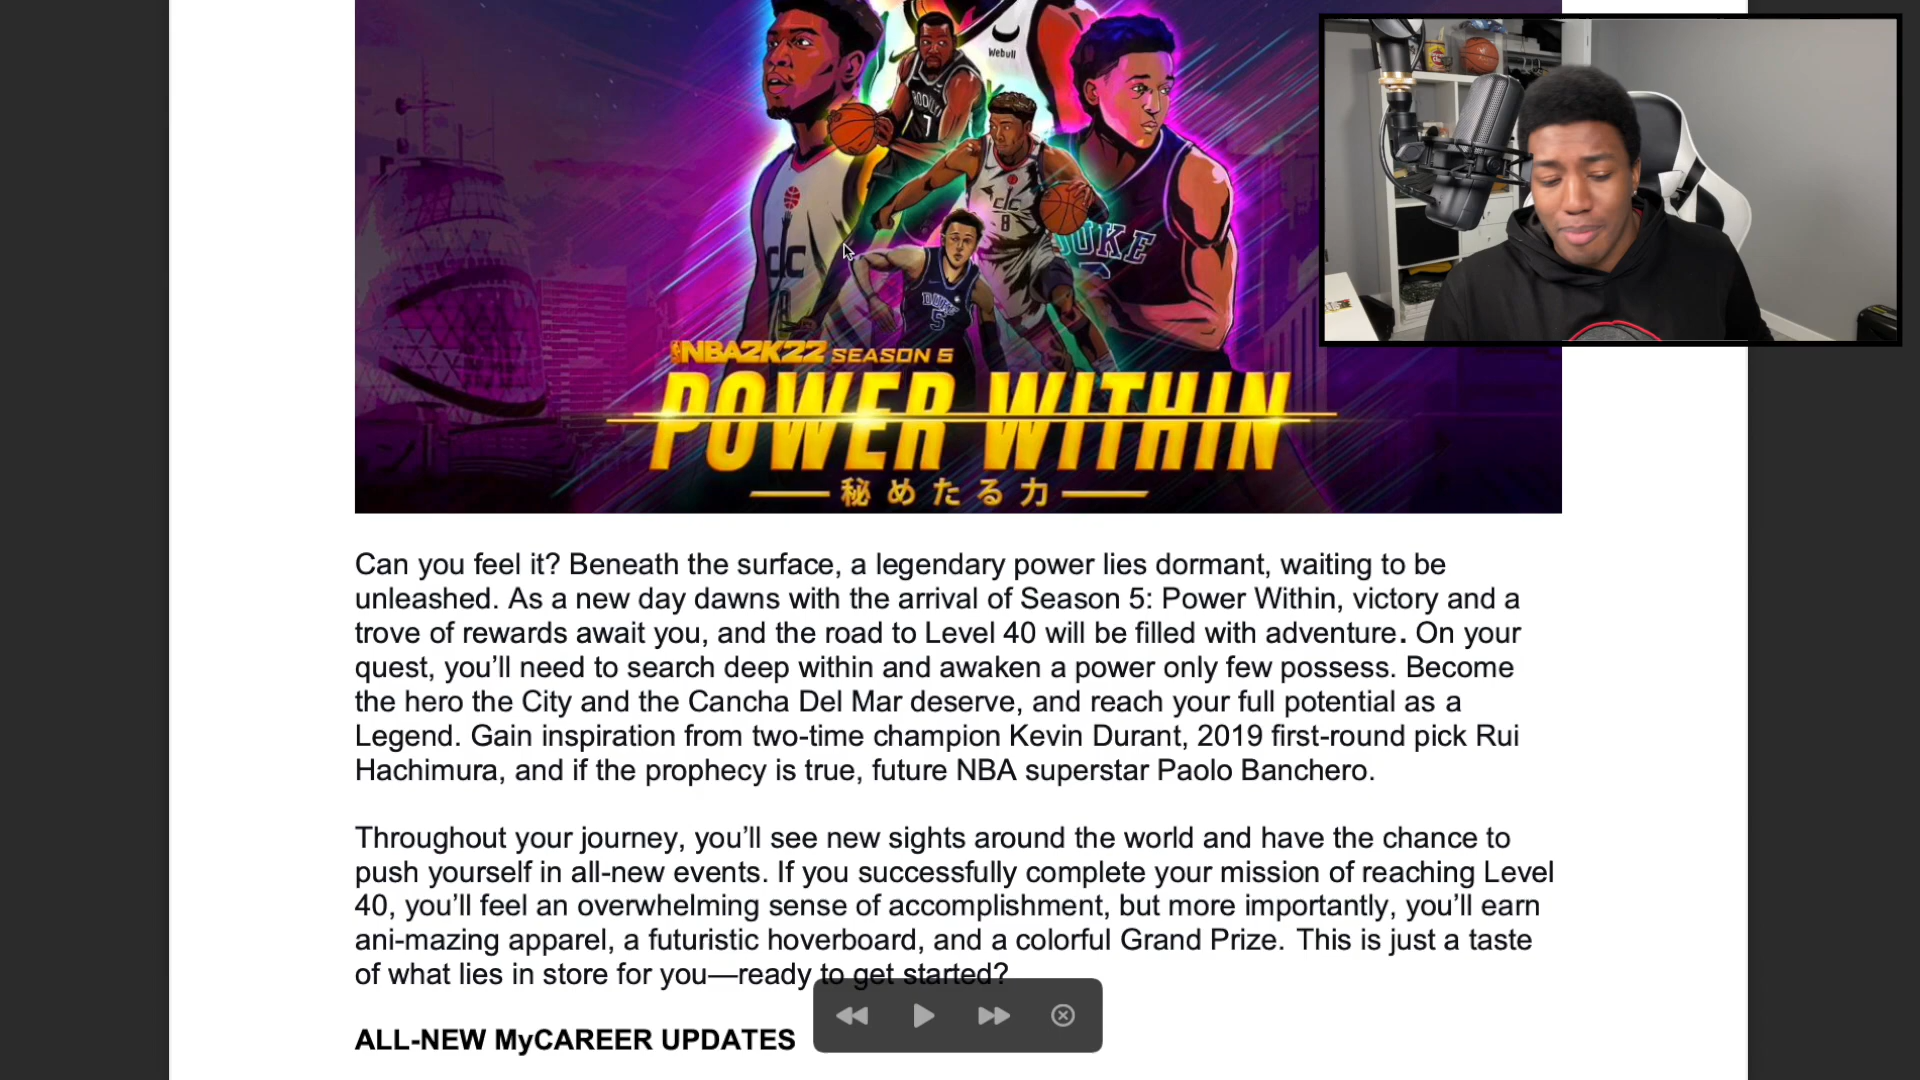 Webull
BROOKLYN
7
DC
8
DUKE
DC
DUKE
5
NBA2K22 SEASON 5
POWER WITHIN
秘めたる力
Can you feel it? Beneath the surface, a legendary power lies dormant, waiting to be
unleashed. As a new day dawns with the arrival of Season 5: Power Within, victory and a
trove of rewards await you, and the road to Level 40 will be filled with adventure. On your
quest, you’ll need to search deep within and awaken a power only few possess. Become
the hero the City and the Cancha Del Mar deserve, and reach your full potential as a
Legend. Gain inspiration from two-time champion Kevin Durant, 2019 first-round pick Rui
Hachimura, and if the prophecy is true, future NBA superstar Paolo Banchero.
Throughout your journey, you’ll see new sights around the world and have the chance to
push yourself in all-new events. If you successfully complete your mission of reaching Level
40, you’ll feel an overwhelming sense of accomplishment, but more importantly, you’ll earn
ani-mazing apparel, a futuristic hoverboard, and a colorful Grand Prize. This is just a taste
of what lies in store for you—ready to get started?
ALL-NEW MyCAREER UPDATES